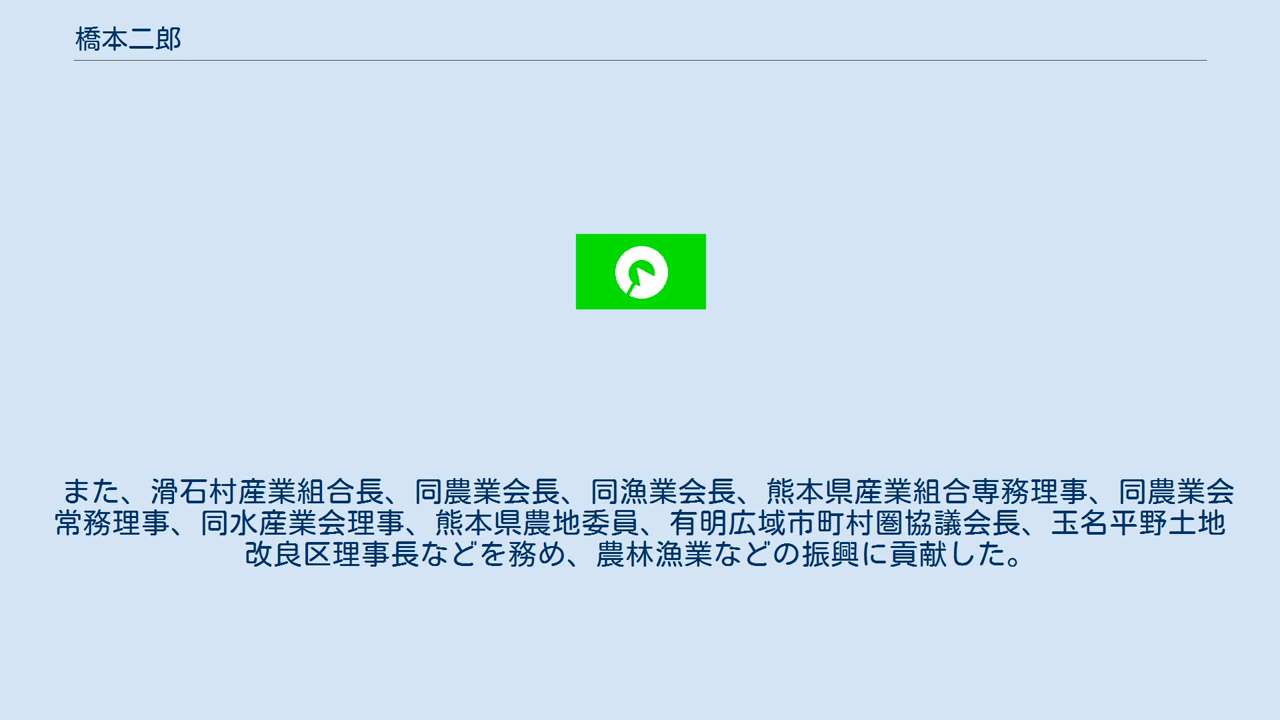 橋本二郎
また、滑石村産業組合長、同農業会長、同漁業会長、熊本県産業組合専務理事、同農業会
常務理事、同水産業会理事、熊本県農地委員、有明広域市町村圏協議会長、玉名平野土地
改良区理事長などを務め、農林漁業などの振興に貢献した。